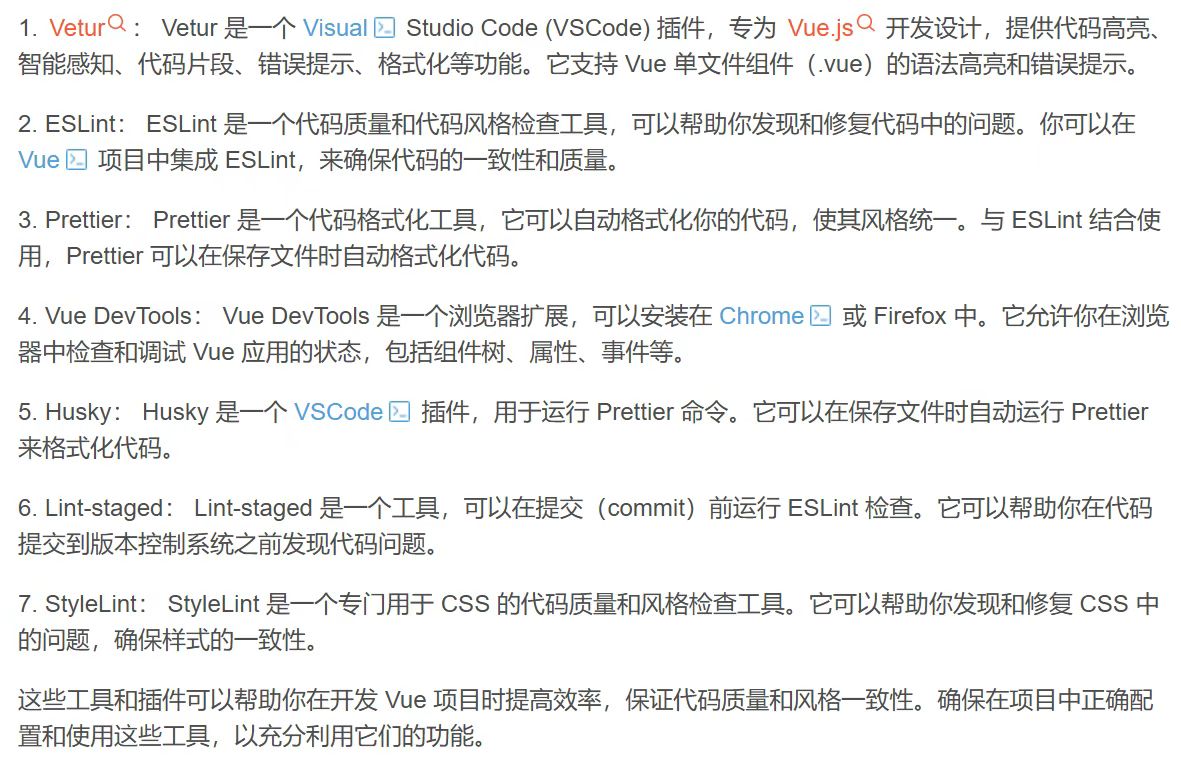 1. Vetur： Vetur 是一个 Visual Studio Code (VSCode) 插件，专为 Vue.js 开发设计，提供代码高亮、
智能感知、代码片段、错误提示、格式化等功能。它支持 Vue 单文件组件（.vue）的语法高亮和错误提示。
2. ESLint： ESLint 是一个代码质量和代码风格检查工具，可以帮助你发现和修复代码中的问题。你可以在
Vue 项目中集成 ESLint，来确保代码的一致性和质量。
3. Prettier： Prettier 是一个代码格式化工具，它可以自动格式化你的代码，使其风格统一。与 ESLint 结合使
用，Prettier 可以在保存文件时自动格式化代码。
4. Vue DevTools： Vue DevTools 是一个浏览器扩展，可以安装在 Chrome 或 Firefox 中。它允许你在浏览
器中检查和调试 Vue 应用的状态，包括组件树、属性、事件等。
5. Husky： Husky 是一个 VSCode 插件，用于运行 Prettier 命令。它可以在保存文件时自动运行 Prettier
来格式化代码。
6. Lint-staged： Lint-staged 是一个工具，可以在提交（commit）前运行 ESLint 检查。它可以帮助你在代码
提交到版本控制系统之前发现代码问题。
7. StyleLint： StyleLint 是一个专门用于 CSS 的代码质量和风格检查工具。它可以帮助你发现和修复 CSS 中
的问题，确保样式的一致性。
这些工具和插件可以帮助你在开发 Vue 项目时提高效率，保证代码质量和风格一致性。确保在项目中正确配
置和使用这些工具，以充分利用它们的功能。